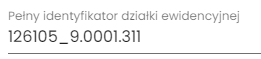 Pełny identyfikator działki ewidencyjnej
126105_9.0001.311